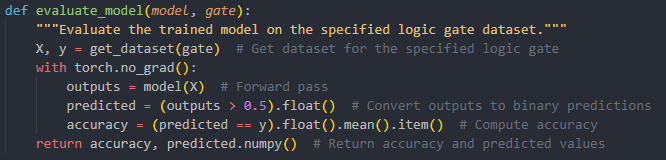 def evaluate_model(model, gate):
    """Evaluate the trained model on the specified logic gate dataset."""
    X, y = get_dataset(gate)  # Get dataset for the specified logic gate
    with torch.no_grad():
        outputs = model(X)  # Forward pass
        predicted = (outputs > 0.5).float()  # Convert outputs to binary predictions
        accuracy = (predicted == y).float().mean().item()  # Compute accuracy
    return accuracy, predicted.numpy()  # Return accuracy and predicted values